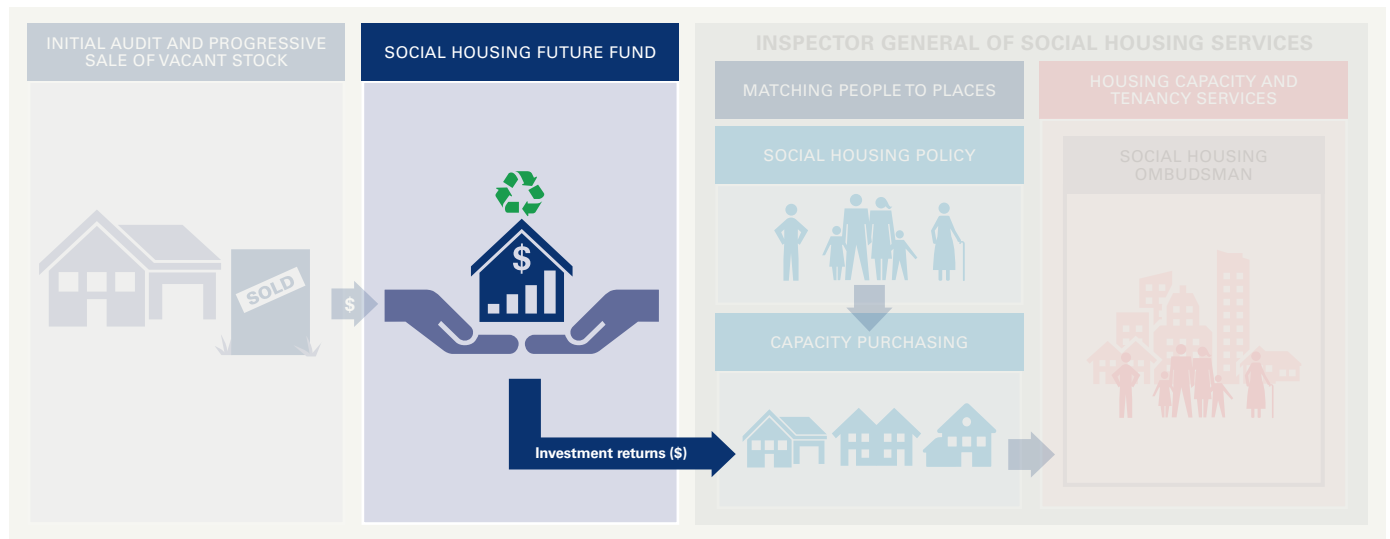 INITIAL AUDIT AND PROGRESSIVE
SALE OF VACANT STOCK
SOLD
$
SOCIAL HOUSING FUTURE FUND
$
Investment returns ($)
INSPECTOR GENERAL OF SOCIAL HOUSING SERVICES
MATCHING PEOPLE TO PLACES
SOCIAL HOUSING POLICY
CAPACITY PURCHASING
HOUSING CAPACITY AND
TENANCY SERVICES
SOCIAL HOUSING
OMBUDSMAN